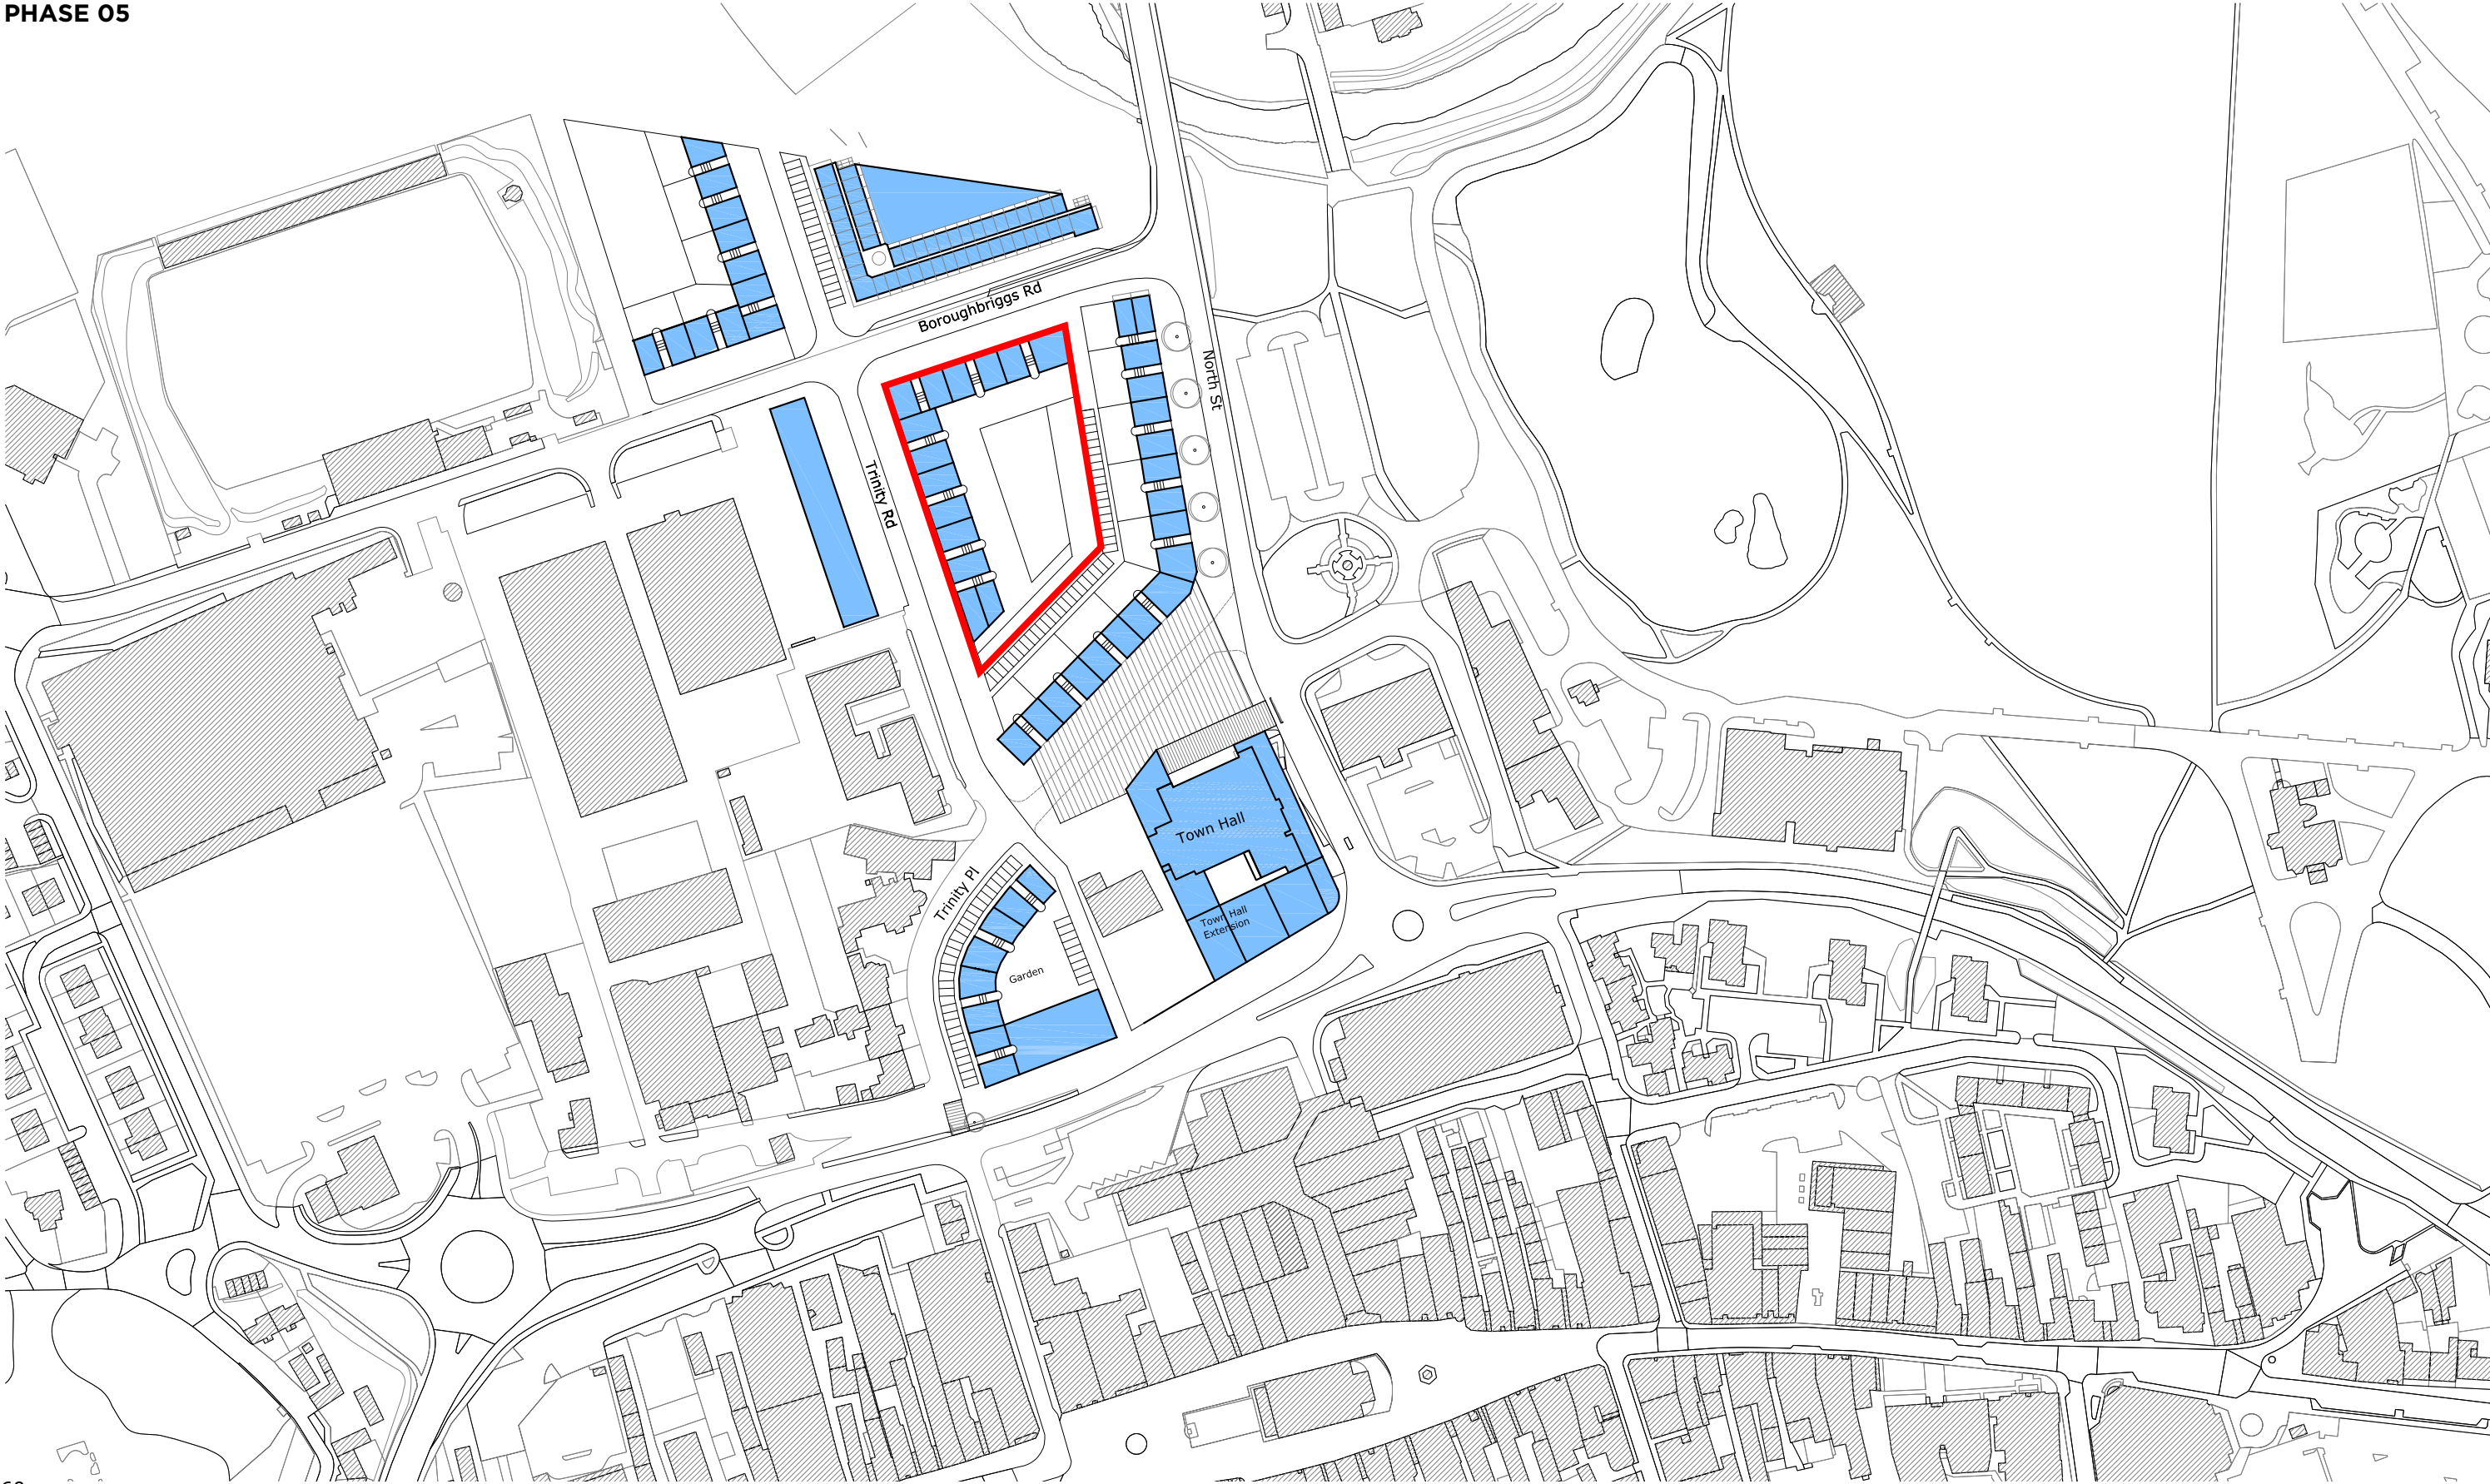 PHASE 05
Boroughbriggs Rd
North St
Trinity Rd
Town Hall
Trinity Pl
Town Hall
Extension
Garden